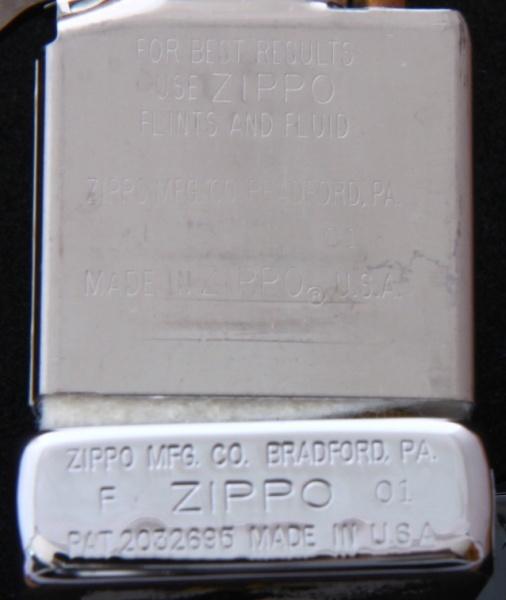 FOR BEST RESULTS
USE ZIPPO
FLINTS AND FLUID
ZIPPO MFG. CO. BRADFORD, PA.
01
MADE IN ZIPPO® U.S.A.
ZIPPO MFG. CO. BRADFORD, PA.
F ZIPPO 01
PAT. 2032695 MADE IN U.S.A.